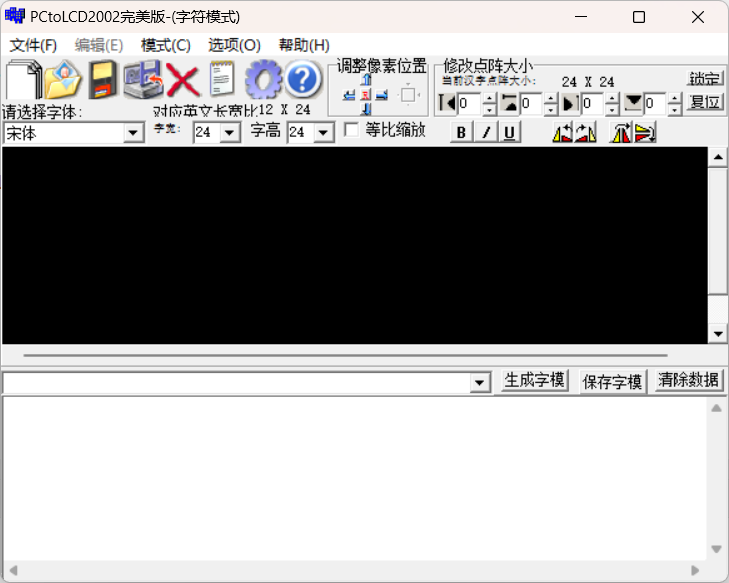 PCtoLCD2002完美版-(字符模式)
文件(F) 编辑(E) 模式(C) 选项(O) 帮助(H)
调整像素位置 修改点阵大小
当前汉字点阵大小: 24 X 24 锁定
0 0 0 0 复位
请选择字体: 对应英文长宽比12 X 24
宋体 字宽: 24 字高 24 等比缩放 B I U
生成字模 保存字模 清除数据